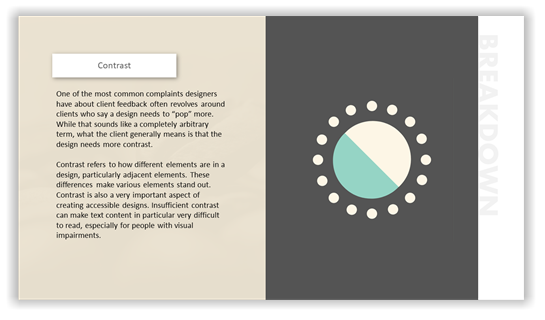 Contrast
One of the most common complaints designers
have about client feedback often revolves around
clients who say a design needs to “pop” more.
While that sounds like a completely arbitrary
term, what the client generally means is that the
design needs more contrast.
Contrast refers to how different elements are in a
design, particularly adjacent elements. These
differences make various elements stand out.
Contrast is also a very important aspect of
creating accessible designs. Insufficient contrast
can make text content in particular very difficult
to read, especially for people with visual
impairments.
BREAKDOWN